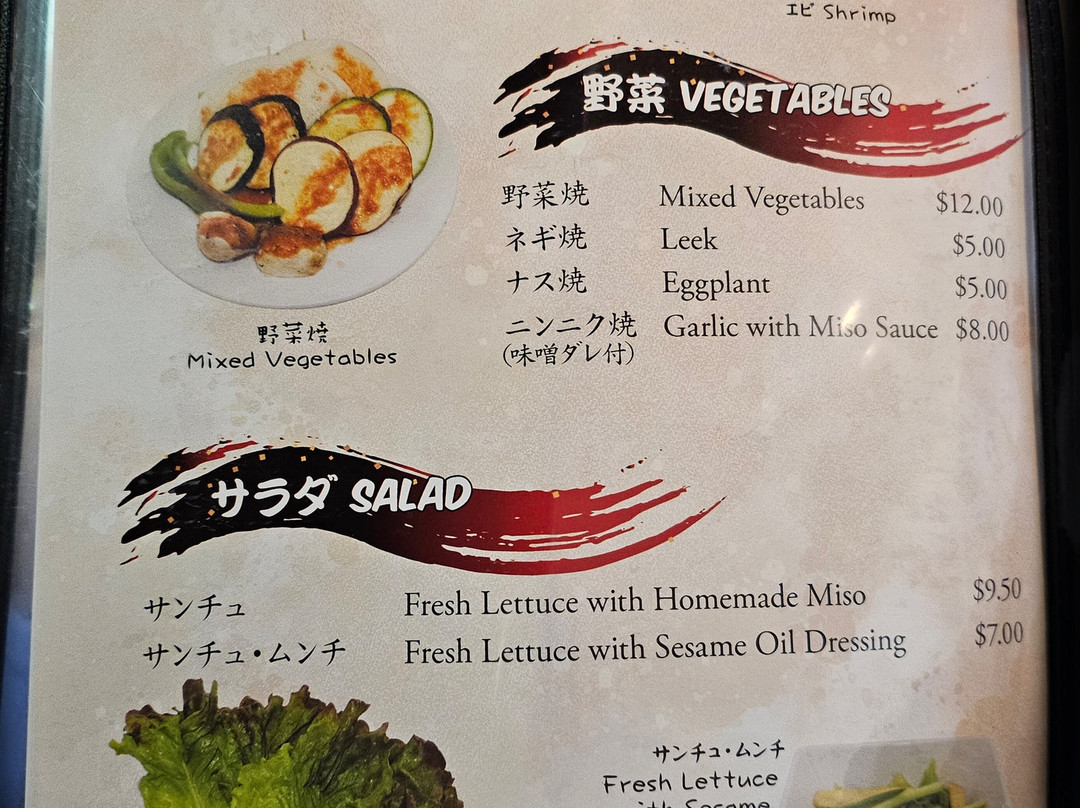 エビ Shrimp
野菜 VEGETABLES
野菜焼 Mixed Vegetables $12.00
ネギ焼 Leek $5.00
ナス焼 Eggplant $5.00
ニンニク焼 Garlic with Miso Sauce $8.00
(味噌ダレ付)
野菜焼
Mixed Vegetables
サラダ SALAD
サンチュ Fresh Lettuce with Homemade Miso $9.50
サンチュ・ムンチ Fresh Lettuce with Sesame Oil Dressing $7.00
サンチュ・ムンチ
Fresh Lettuce
with Sesame